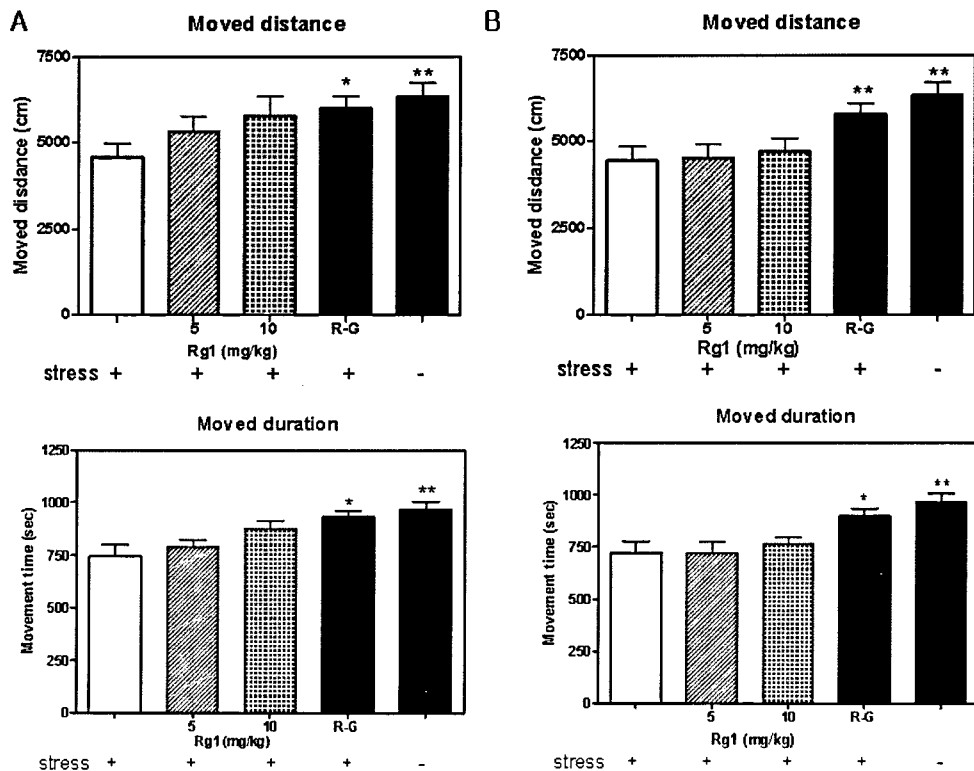 A
Moved distance
7500
5000
2500
0
Moved disdance (cm)
* **
5 10 R-G
Rg1 (mg/kg)
stress + + + + -
B
Moved distance
7500
5000
2500
0
Moved disdance (cm)
** **
5 10 R-G
Rg1 (mg/kg)
stress + + + + -
Moved duration
1250
1000
750
500
250
0
Movement time (sec)
* **
5 10 R-G
Rg1 (mg/kg)
stress + + + + -
Moved duration
1250
1000
750
500
250
0
Movement time (sec)
* **
5 10 R-G
Rg1 (mg/kg)
stress + + + + -